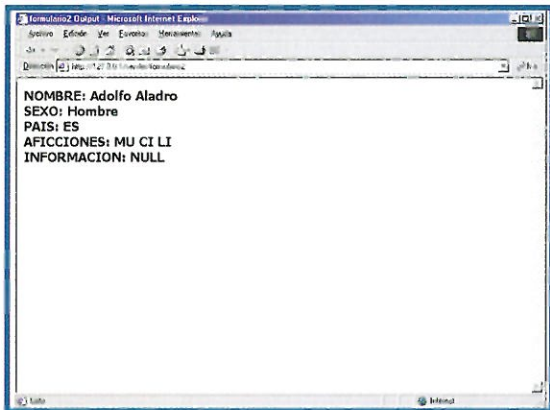 formulario2 Output - Microsoft Internet Explorer
Archivo Edición Ver Favoritos Herramientas Ayuda
Dirección
NOMBRE: Adolfo Aladro
SEXO: Hombre
PAIS: ES
AFICCIONES: MU CI LI
INFORMACION: NULL
Listo Internet